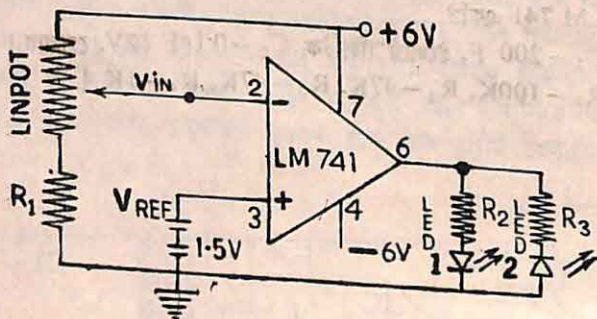 +6V
LINPOT
Vin
2
-
7
LM 741
6
R1
VREF
3
+
4
1·5V
-6V
LED
1
R2
LED
2
R3